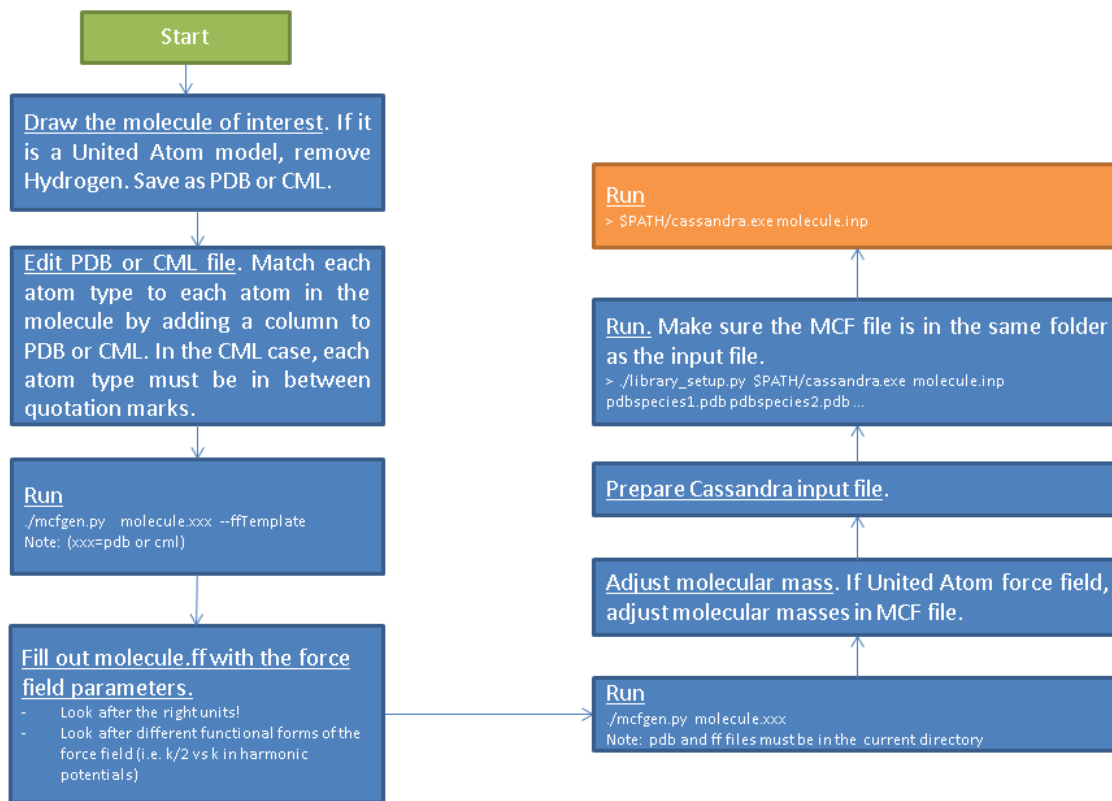 Start
Draw the molecule of interest. If it
is a United Atom model, remove
Hydrogen. Save as PDB or CML.
Edit PDB or CML file. Match each
atom type to each atom in the
molecule by adding a column to
PDB or CML. In the CML case, each
atom type must be in between
quotation marks.
Run
./mcfgen.py molecule.xxx --ffTemplate
Note: (xxx=pdb or cml)
Fill out molecule.ff with the force
field parameters.
- Look after the right units!
- Look after different functional forms of the
force field (i.e. k/2 vs k in harmonic
potentials)
Run
./mcfgen.py molecule.xxx
Note: pdb and ff files must be in the current directory
Adjust molecular mass. If United Atom force field,
adjust molecular masses in MCF file.
Prepare Cassandra input file.
Run. Make sure the MCF file is in the same folder
as the input file.
> ./library_setup.py $PATH/cassandra.exe molecule.inp
pdbspecies1.pdb pdbspecies2.pdb ...
Run
> $PATH/cassandra.exe molecule.inp